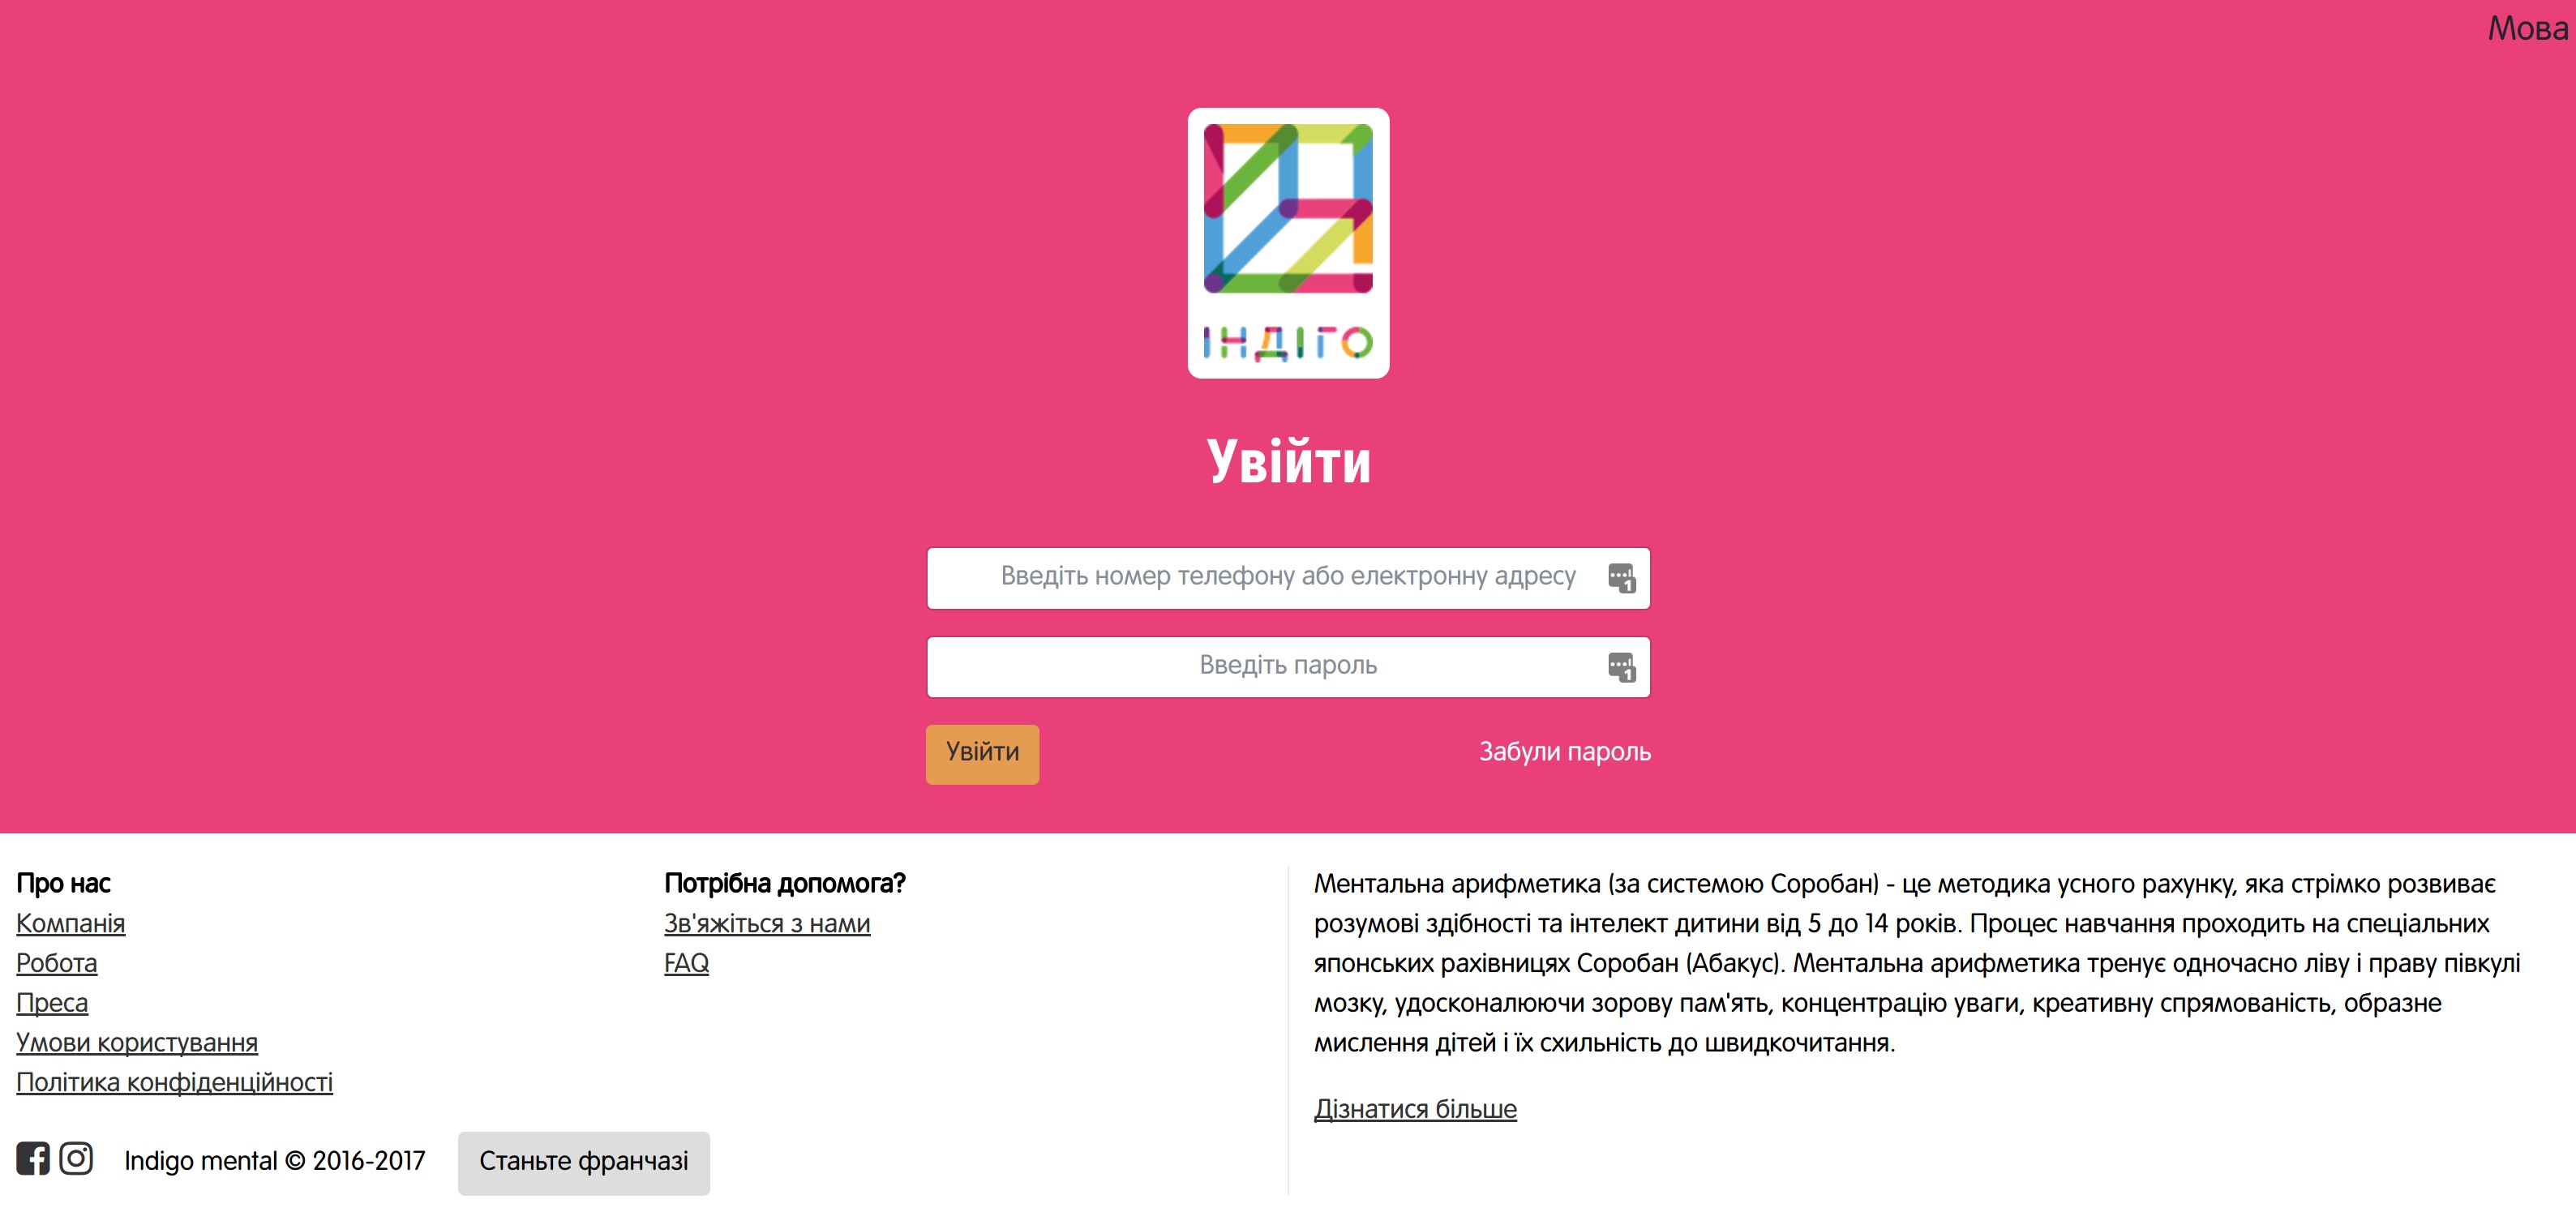 Мова
ІНДІГО
Увійти
Введіть номер телефону або електронну адресу
1
Введіть пароль
1
Увійти
Забули пароль
Про нас
Компанія
Робота
Преса
Умови користування
Політика конфіденційності
Потрібна допомога?
Зв'яжіться з нами
FAQ
Ментальна арифметика (за системою Соробан) - це методика усного рахунку, яка стрімко розвиває
розумові здібності та інтелект дитини від 5 до 14 років. Процес навчання проходить на спеціальних
японських рахівницях Соробан (Абакус). Ментальна арифметика тренує одночасно ліву і праву півкулі
мозку, удосконалюючи зорову пам'ять, концентрацію уваги, креативну спрямованість, образне
мислення дітей і їх схильність до швидкочитання.
Дізнатися більше
Indigo mental © 2016-2017
Станьте франчазі